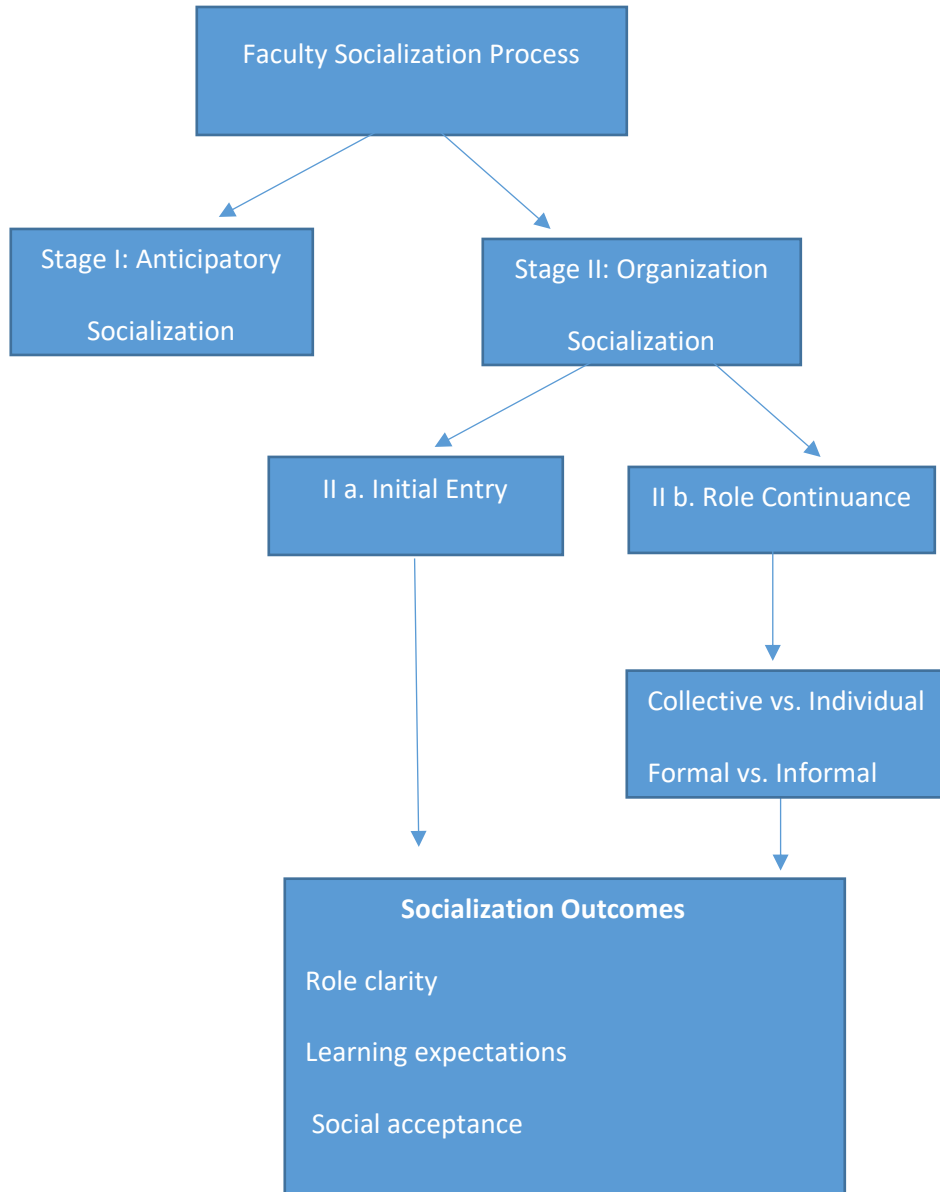 Faculty Socialization Process
Stage I: Anticipatory
Socialization
Stage II: Organization
Socialization
II a. Initial Entry
II b. Role Continuance
Collective vs. Individual
Formal vs. Informal
Socialization Outcomes
Role clarity
Learning expectations
Social acceptance